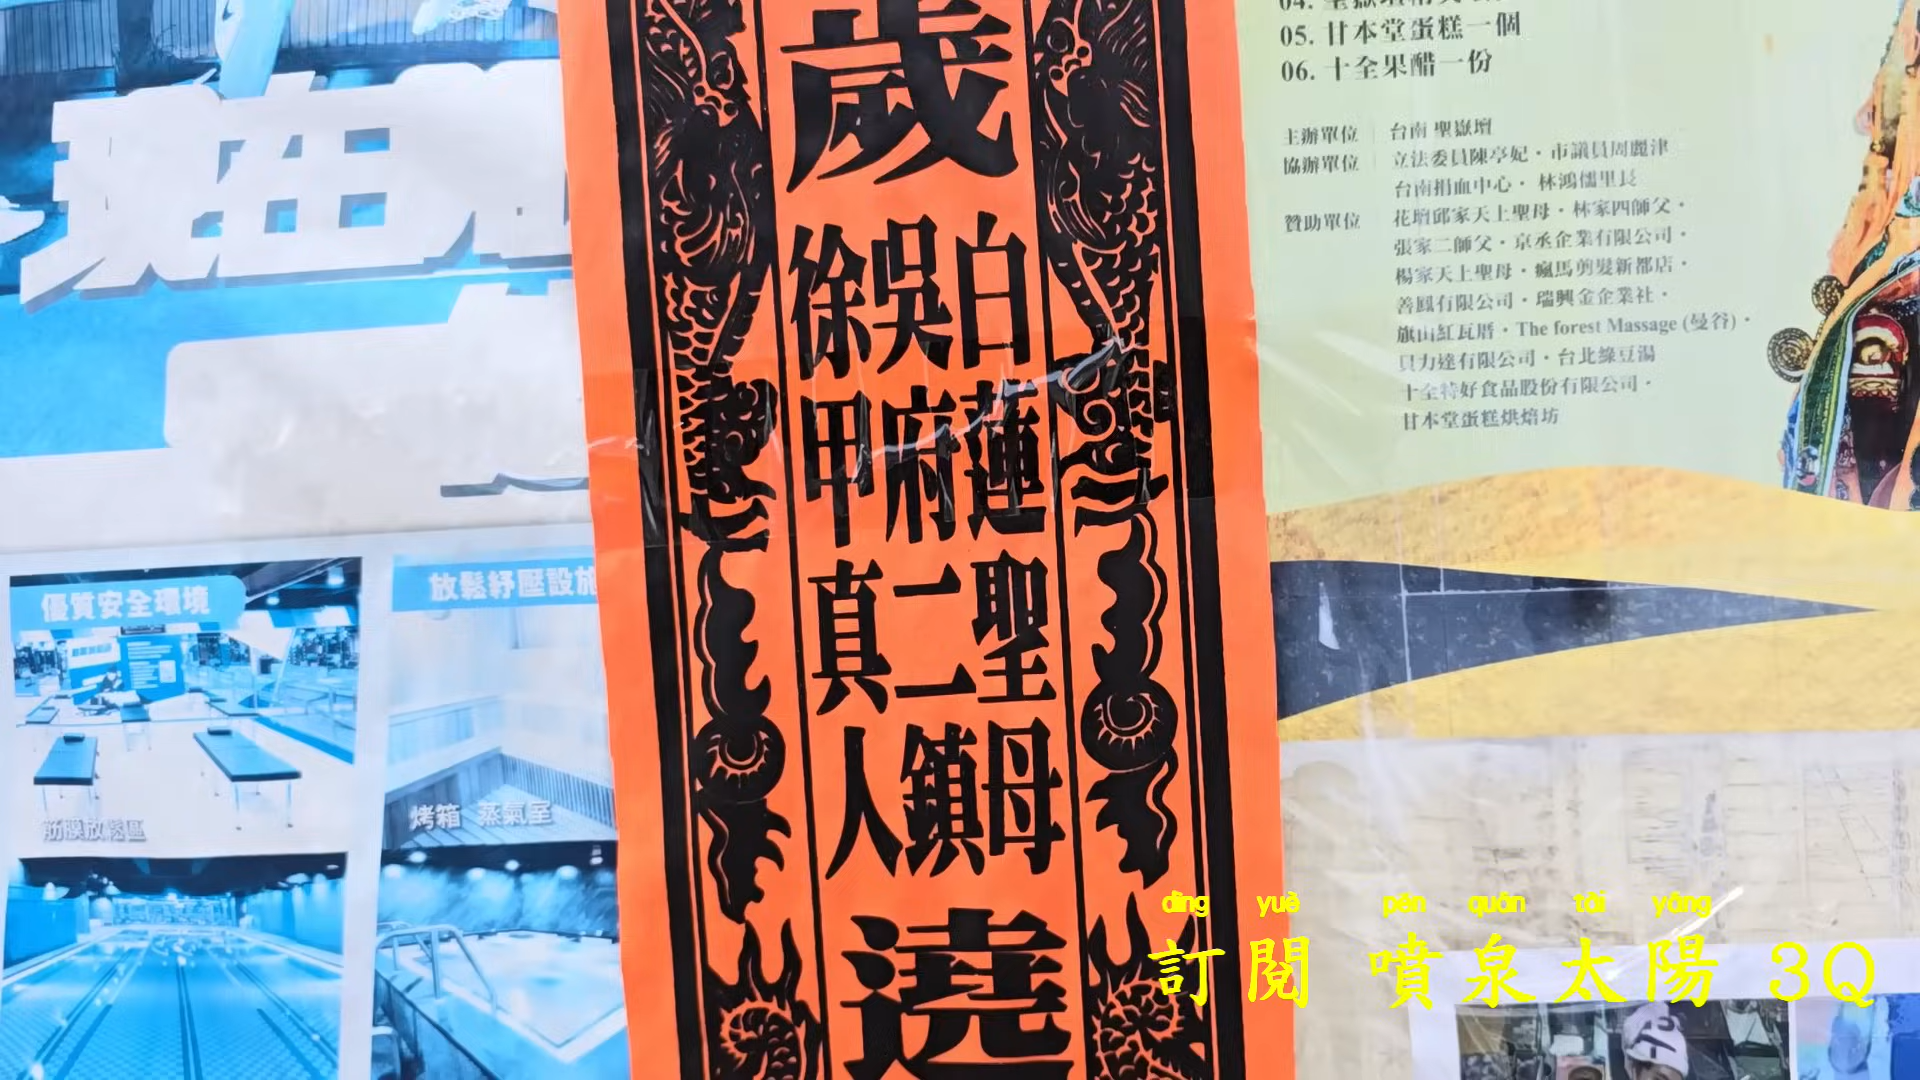 歲
白蓮聖母
吳府二鎮
徐甲真人
遶
現在
優質安全環境
放鬆紓壓設施
筋膜放鬆區
烤箱 蒸氣室
05. 甘本堂蛋糕一個
06. 十全果醋一份
主辦單位 台南 聖嶽壇
協辦單位 立法委員陳亭妃・市議員周麗津
台南捐血中心・林鴻儒里長
贊助單位 花壇邱家天上聖母・林家四師父・
張家二師父・京丞企業有限公司・
楊家天上聖母・瘋馬剪髮新都店・
善鳳有限公司・瑞興金企業社・
旗山紅瓦厝・The forest Massage (曼谷)・
貝力達有限公司・台北綠豆湯
十全特好食品股份有限公司・
甘本堂蛋糕烘焙坊
dìng yuè pēn quán tài yáng
訂閱 噴泉太陽 3Q